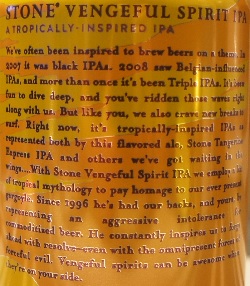 STONE® VENGEFUL SPIRIT IPA
A TROPICALLY-INSPIRED IPA
We've often been inspired to brew beers on a theme.
2007 it was black IPAs. 2008 saw Belgian-influenced
IPAs, and more than once it's been Triple IPAs. It's been
fun to dive deep, and you've ridden those waves right
along with us. But like you, we also crave new breaks to
surf. Right now, it's tropically-inspired IPAs
represented both by this flavored ale, Stone Tangerine
Express IPA and others we've got waiting in the
wings....With Stone Vengeful Spirit IPA we employ a bit
of tropical mythology to pay homage to our ever present
gargoyle. Since 1996 he's had our backs, and yours, by
representing an aggressive intolerance for
commoditised beer. He constantly inspires us to forge
ahead with resolve even with the omnipresent forces of
forceful evil. Vengeful spirits can be awesome when
they're on your side.